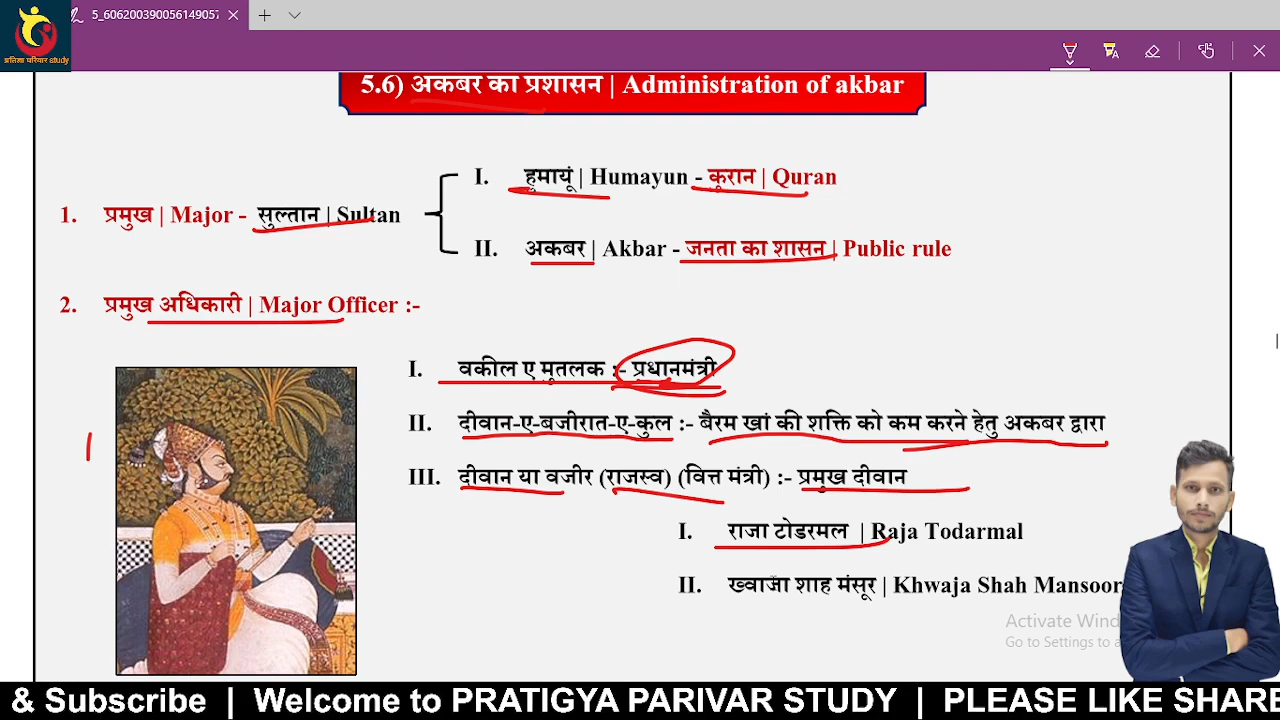 5_606200390056149057
प्रतिज्ञा परिवार study
5.6) अकबर का प्रशासन | Administration of akbar
I. हुमायूं | Humayun - कुरान | Quran
1. प्रमुख | Major - सुल्तान | Sultan
II. अकबर | Akbar - जनता का शासन | Public rule
2. प्रमुख अधिकारी | Major Officer :-
I. वकील ए मुतलक :- प्रधानमंत्री
II. दीवान-ए-बजीरात-ए-कुल :- बैरम खां की शक्ति को कम करने हेतु अकबर द्वारा
III. दीवान या वजीर (राजस्व) (वित्त मंत्री) :- प्रमुख दीवान
I. राजा टोडरमल | Raja Todarmal
II. ख्वाजा शाह मंसूर | Khwaja Shah Mansoor
Activate Wind
Go to Settings to a
& Subscribe | Welcome to PRATIGYA PARIVAR STUDY | PLEASE LIKE SHARE